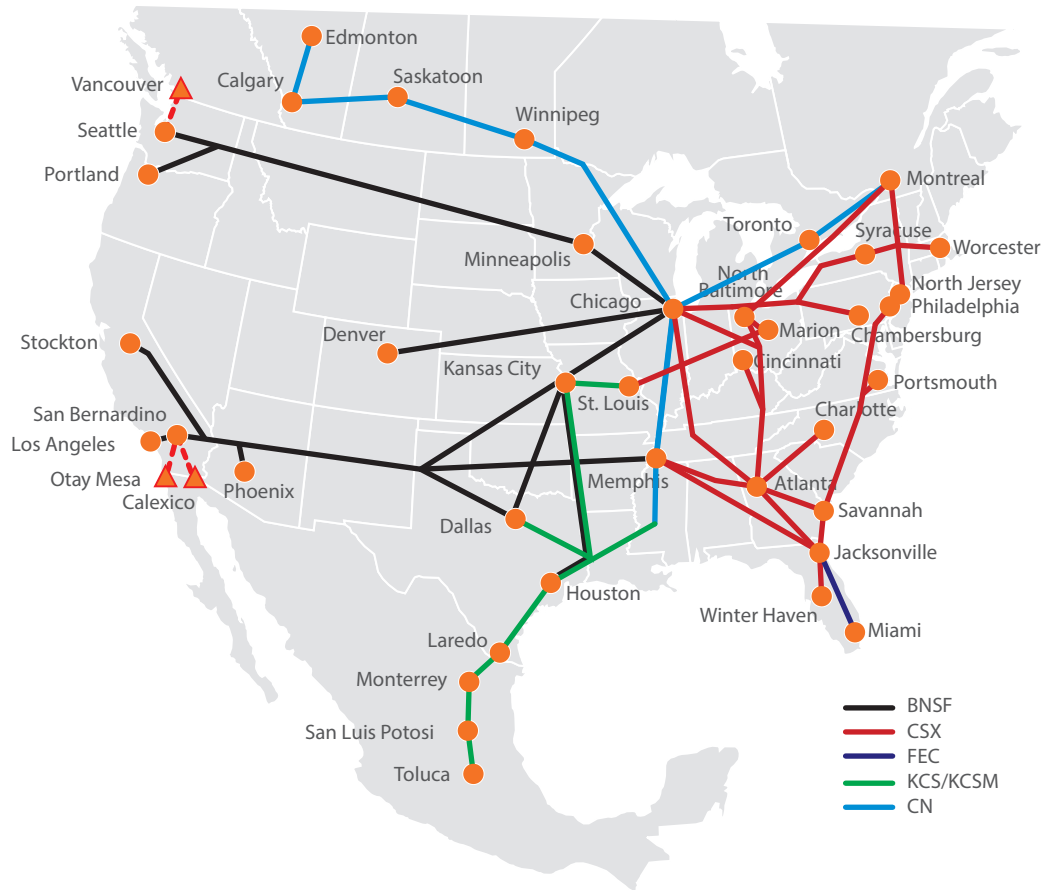 Edmonton
Vancouver
Calgary
Saskatoon
Winnipeg
Seattle
Portland
Montreal
Toronto
Syracuse
Worcester
Minneapolis
North
Baltimore
North Jersey
Philadelphia
Chicago
Marion
Chambersburg
Stockton
Denver
Kansas City
Cincinnati
St. Louis
Portsmouth
Charlotte
San Bernardino
Los Angeles
Otay Mesa
Calexico
Phoenix
Memphis
Atlanta
Dallas
Savannah
Jacksonville
Houston
Winter Haven
Miami
Laredo
Monterrey
San Luis Potosi
Toluca
BNSF
CSX
FEC
KCS/KCSM
CN